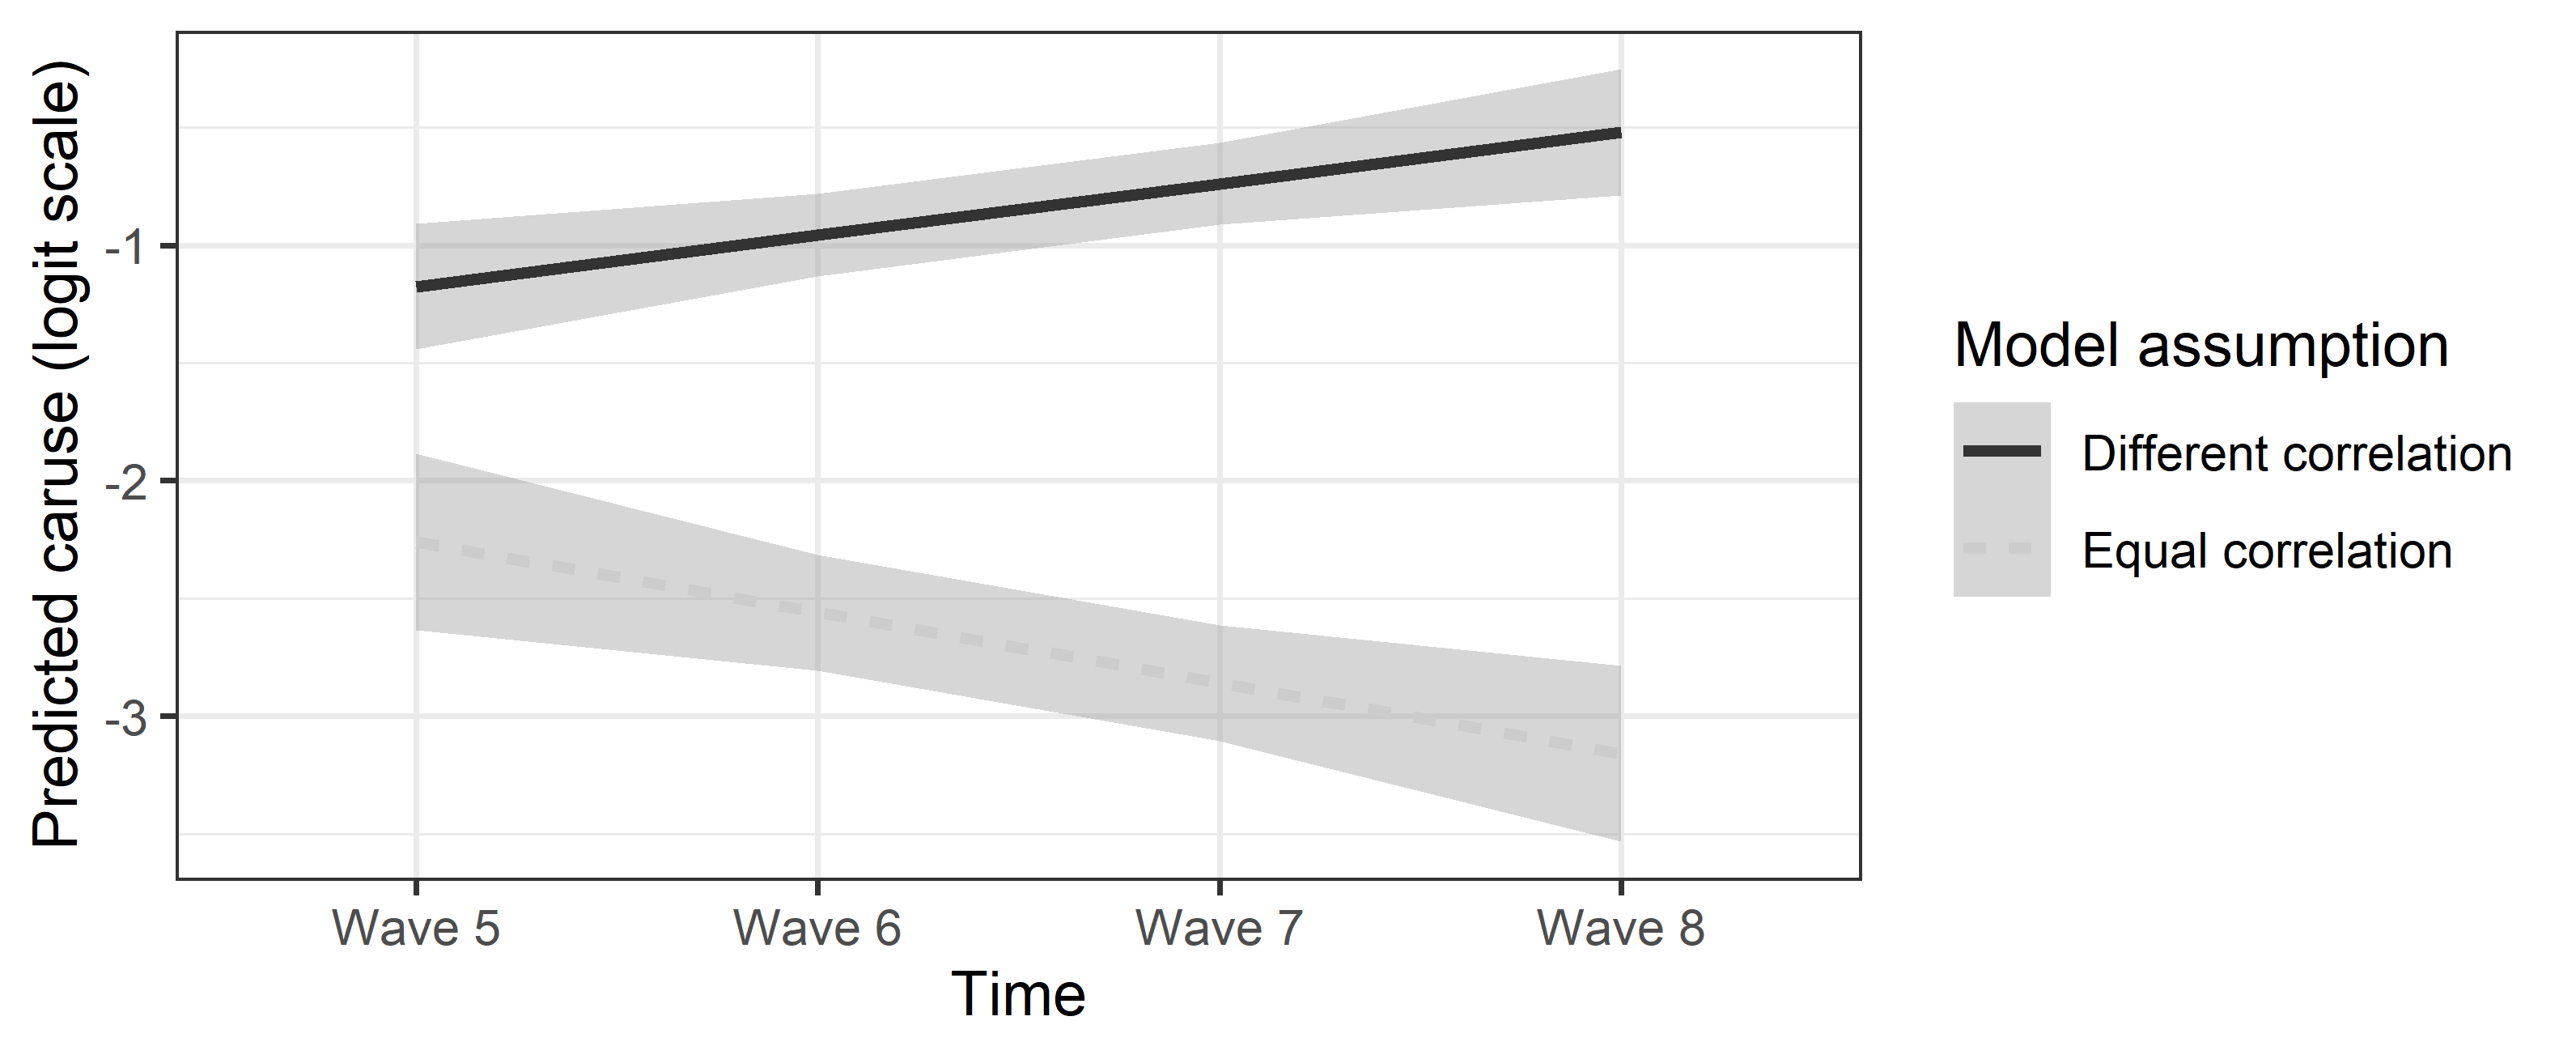 Predicted caruse (logit scale)
-1
-2
-3
Wave 5
Wave 6
Wave 7
Wave 8
Time
Model assumption
Different correlation
Equal correlation